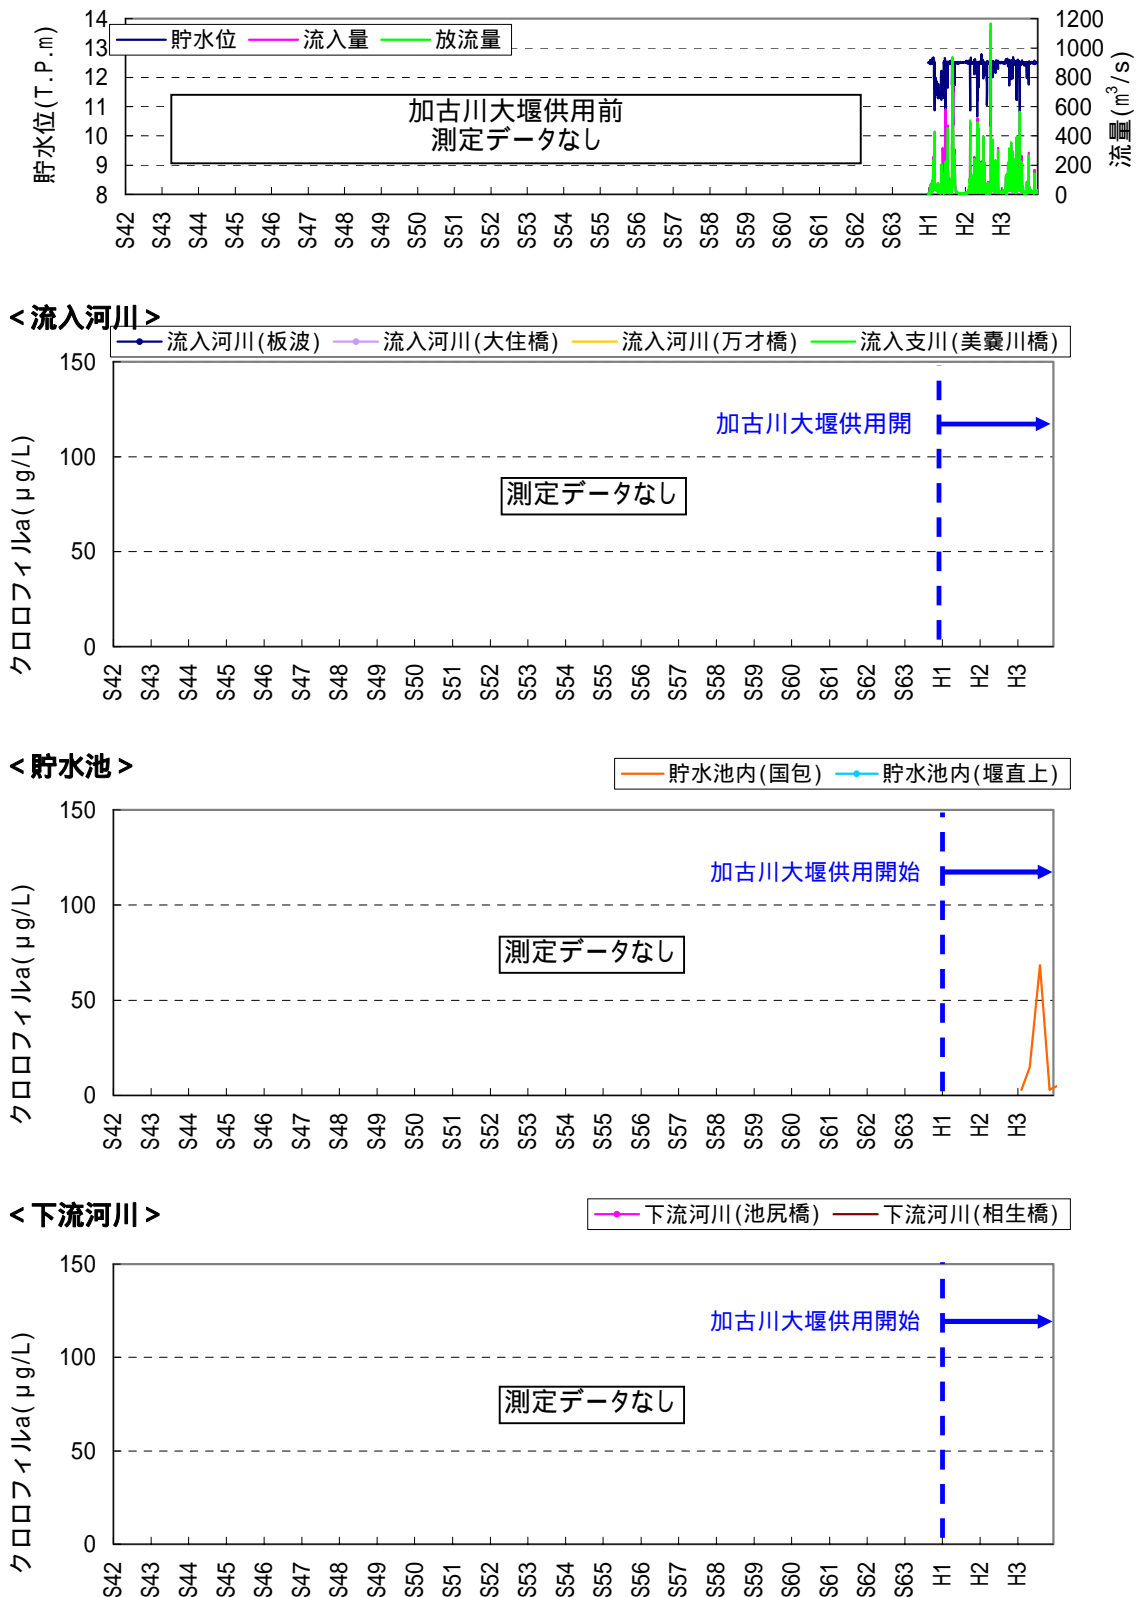 貯水位 流入量 放流量
貯水位(T.P.m)
流量(㎥/s)
14
13
12
11
10
9
8
1200
1000
800
600
400
200
0
加古川大堰供用前
測定データなし
S42 S43 S44 S45 S46 S47 S48 S49 S50 S51 S52 S53 S54 S55 S56 S57 S58 S59 S60 S61 S62 S63 H1 H2 H3
<流入河川>
流入河川(板波) 流入河川(大住橋) 流入河川(万才橋) 流入支川(美嚢川橋)
クロロフィルa(μg/L)
150
100
50
0
加古川大堰供用開
測定データなし
S42 S43 S44 S45 S46 S47 S48 S49 S50 S51 S52 S53 S54 S55 S56 S57 S58 S59 S60 S61 S62 S63 H1 H2 H3
<貯水池>
貯水池内(国包) 貯水池内(堰直上)
クロロフィルa(μg/L)
150
100
50
0
加古川大堰供用開始
測定データなし
S42 S43 S44 S45 S46 S47 S48 S49 S50 S51 S52 S53 S54 S55 S56 S57 S58 S59 S60 S61 S62 S63 H1 H2 H3
<下流河川>
下流河川(池尻橋) 下流河川(相生橋)
クロロフィルa(μg/L)
150
100
50
0
加古川大堰供用開始
測定データなし
S42 S43 S44 S45 S46 S47 S48 S49 S50 S51 S52 S53 S54 S55 S56 S57 S58 S59 S60 S61 S62 S63 H1 H2 H3